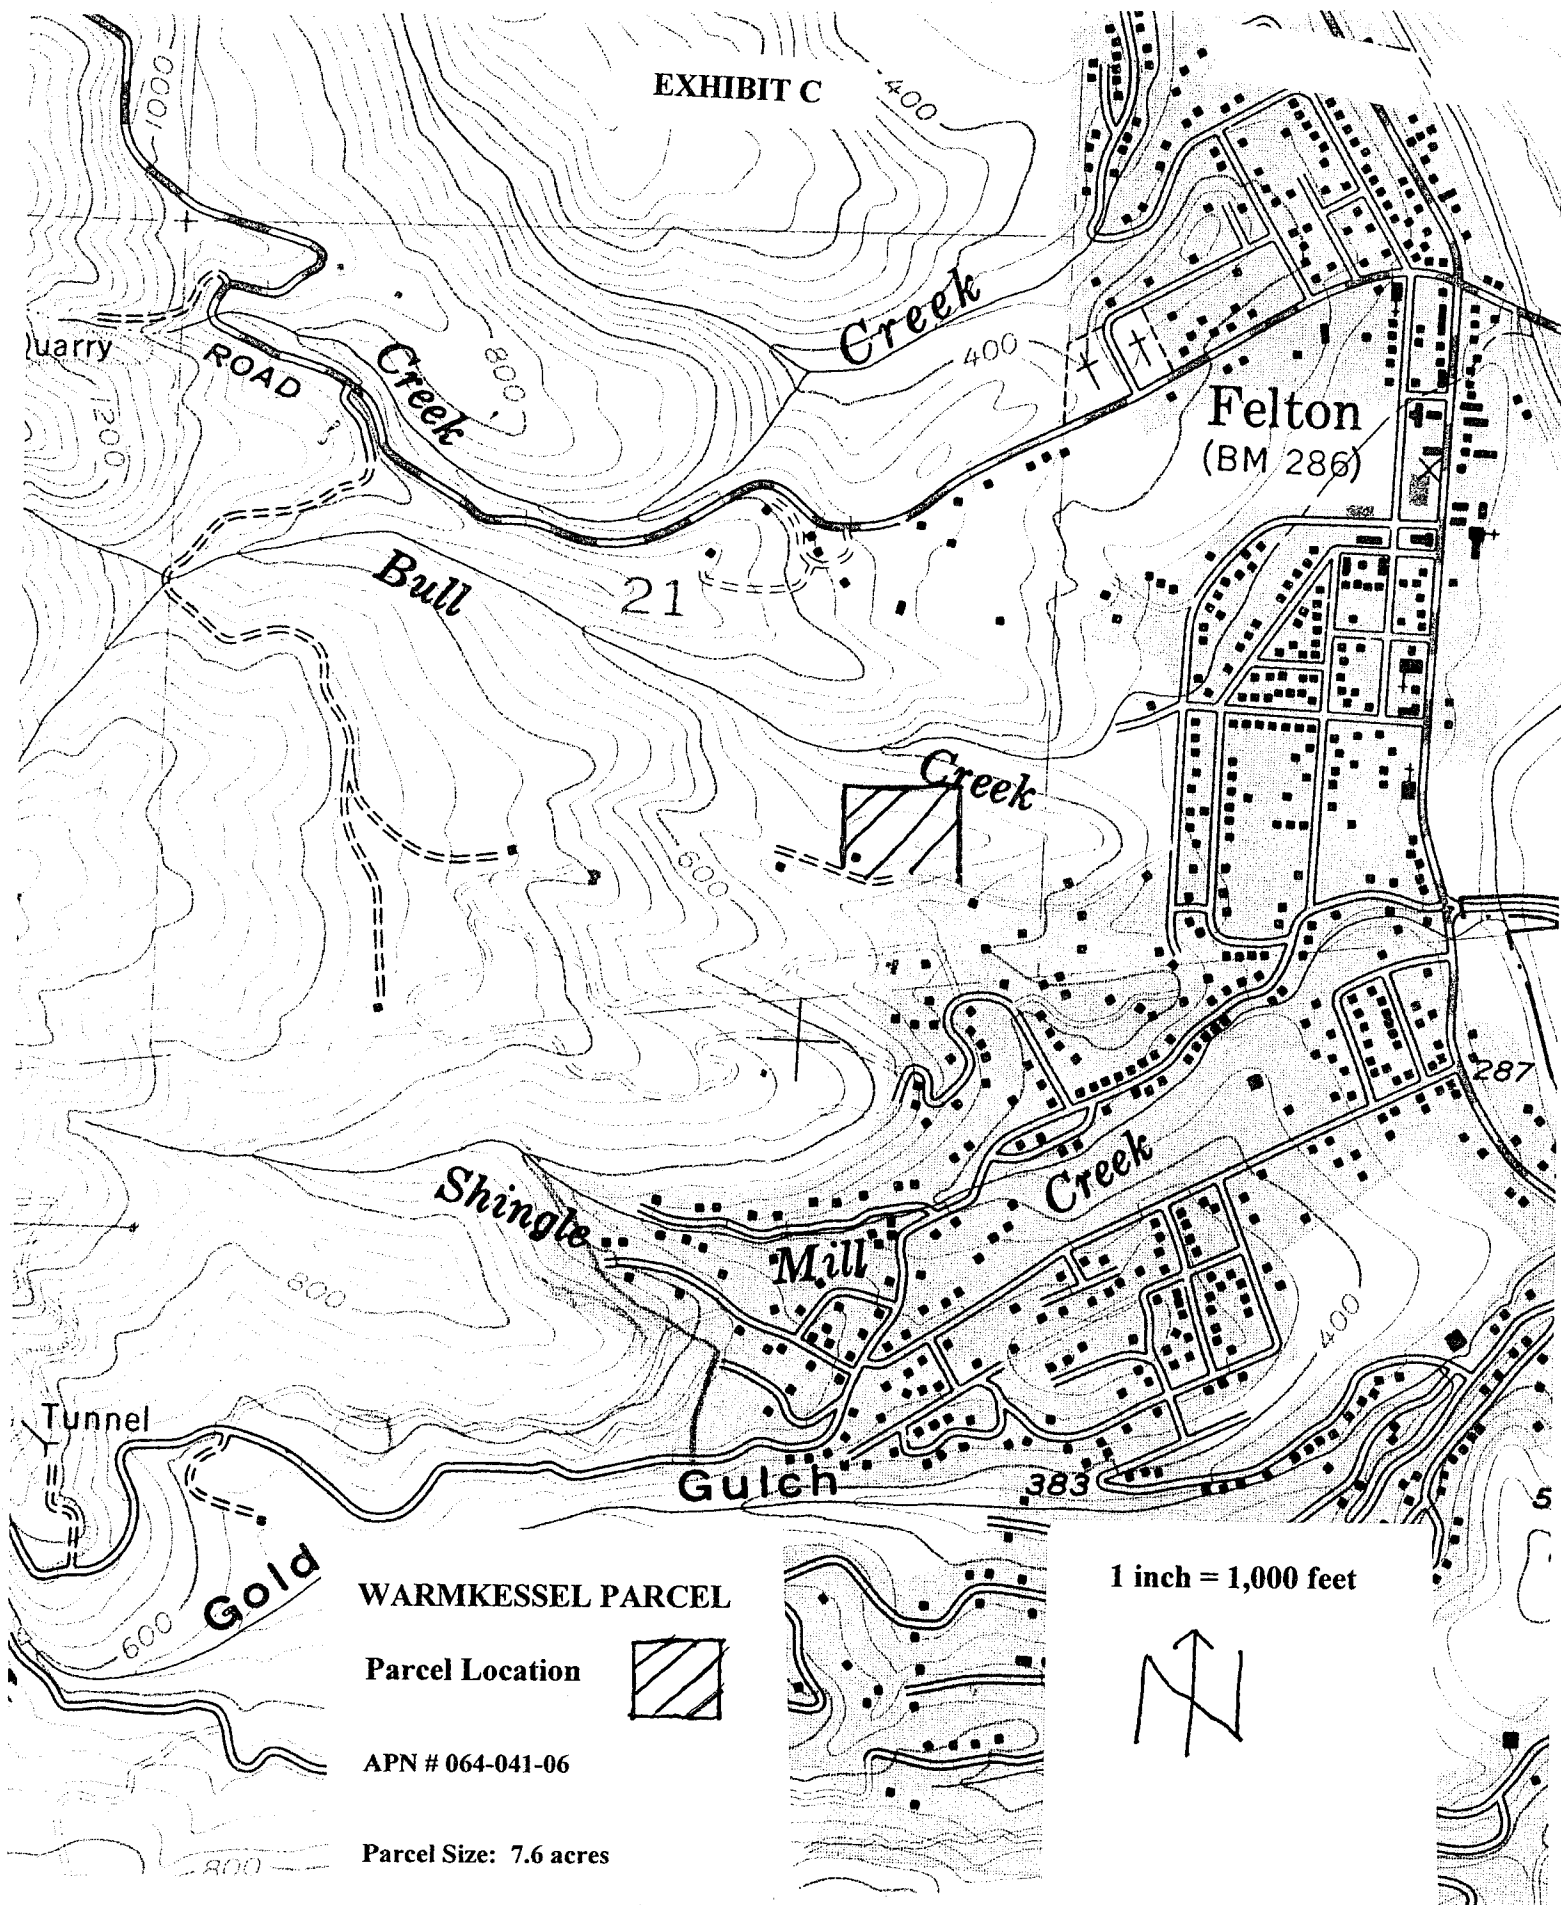 EXHIBIT C
1000
400
Creek
Quarry
ROAD
Creek
800
400
1200
Felton
(BM 286)
Bull
21
Creek
600
287
Creek
Shingle
Mill
800
400
Tunnel
Gulch
383
5
Gold
600
WARMKESSEL PARCEL
1 inch = 1,000 feet
N
Parcel Location
APN # 064-041-06
Parcel Size: 7.6 acres
800